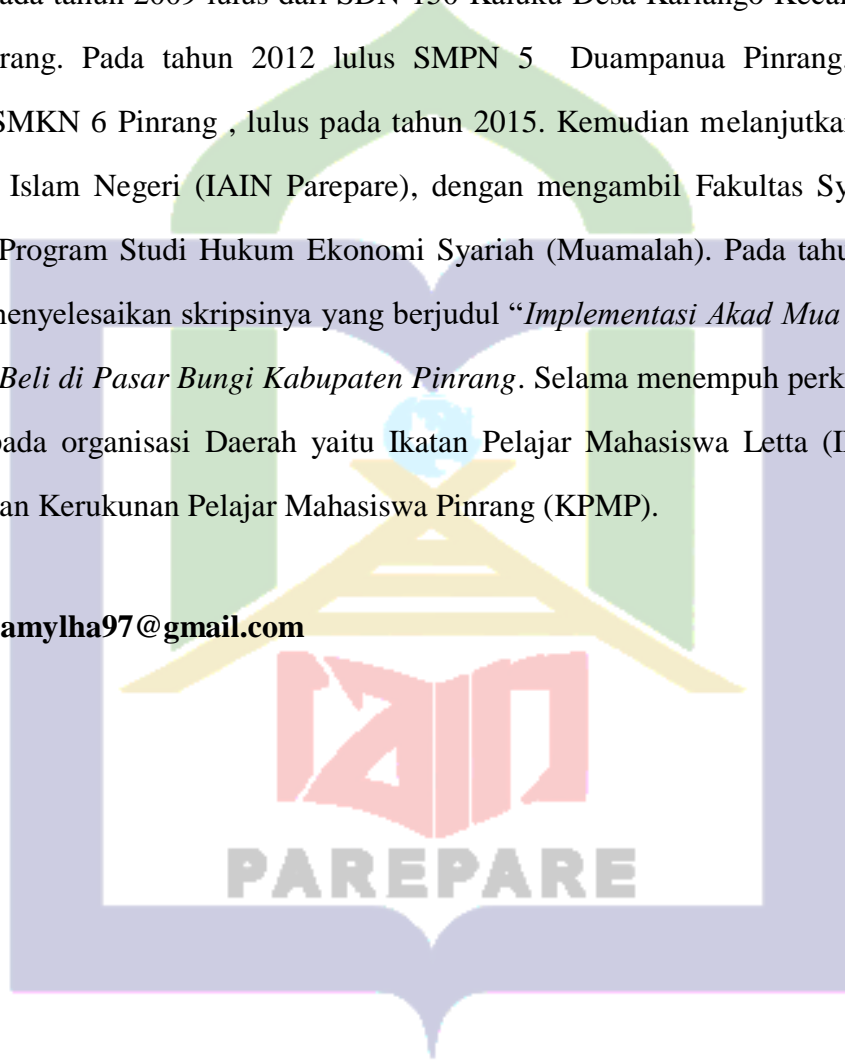 ada tahun 2009 lulus dari SDN 150 Kaluku Desa Kariango Keca
rang. Pada tahun 2012 lulus SMPN 5 Duampanua Pinrang.
SMKN 6 Pinrang , lulus pada tahun 2015. Kemudian melanjutkan
Islam Negeri (IAIN Parepare), dengan mengambil Fakultas Sy
Program Studi Hukum Ekonomi Syariah (Muamalah). Pada tahu
menyelesaikan skripsinya yang berjudul “Implementasi Akad Mua
Beli di Pasar Bungi Kabupaten Pinrang. Selama menempuh perk
pada organisasi Daerah yaitu Ikatan Pelajar Mahasiswa Letta (I
an Kerukunan Pelajar Mahasiswa Pinrang (KPMP).
amylha97@gmail.com
iain
PAREPARE